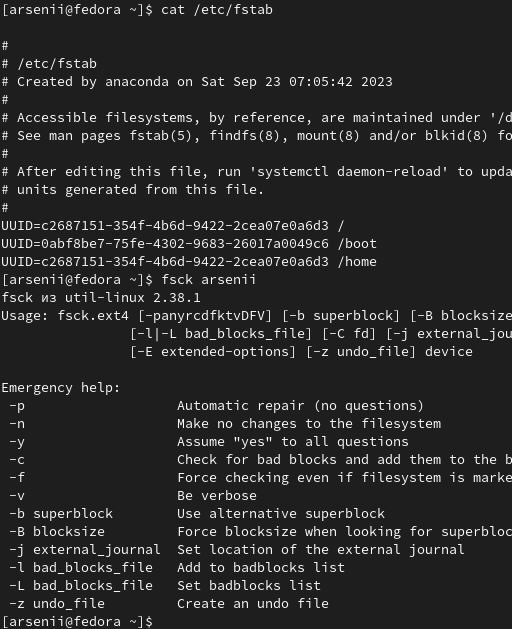 [arsenii@fedora ~]$ cat /etc/fstab
#
# /etc/fstab
# Created by anaconda on Sat Sep 23 07:05:42 2023
#
# Accessible filesystems, by reference, are maintained under '/d
# See man pages fstab(5), findfs(8), mount(8) and/or blkid(8) fo
#
# After editing this file, run 'systemctl daemon-reload' to upda
# units generated from this file.
#
UUID=c2687151-354f-4b6d-9422-2cea07e0a6d3 /
UUID=0abf8be7-75fe-4302-9683-26017a0049c6 /boot
UUID=c2687151-354f-4b6d-9422-2cea07e0a6d3 /home
[arsenii@fedora ~]$ fsck arsenii
fsck из util-linux 2.38.1
Usage: fsck.ext4 [-panyrcdfktvDFV] [-b superblock] [-B blocksize
[-l|-L bad_blocks_file] [-C fd] [-j external_jou
[-E extended-options] [-z undo_file] device
Emergency help:
-p Automatic repair (no questions)
-n Make no changes to the filesystem
-y Assume "yes" to all questions
-c Check for bad blocks and add them to the b
-f Force checking even if filesystem is marke
-v Be verbose
-b superblock Use alternative superblock
-B blocksize Force blocksize when looking for superbloc
-j external_journal Set location of the external journal
-l bad_blocks_file Add to badblocks list
-L bad_blocks_file Set badblocks list
-z undo_file Create an undo file
[arsenii@fedora ~]$